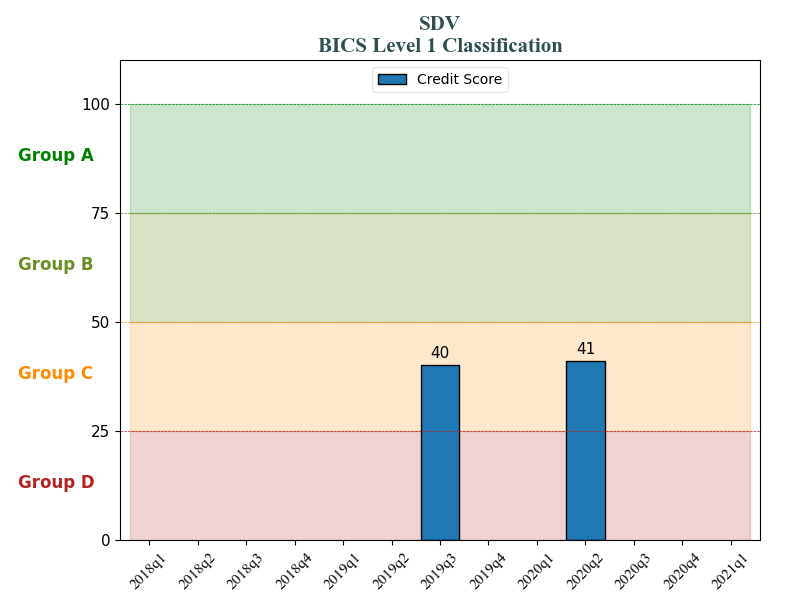 SDV
BICS Level 1 Classification
Credit Score
100
Group A
75
Group B
50
40
41
Group C
25
Group D
0
2018q1
2018q2
2018q3
2018q4
2019q1
2019q2
2019q3
2019q4
2020q1
2020q2
2020q3
2020q4
2021q1